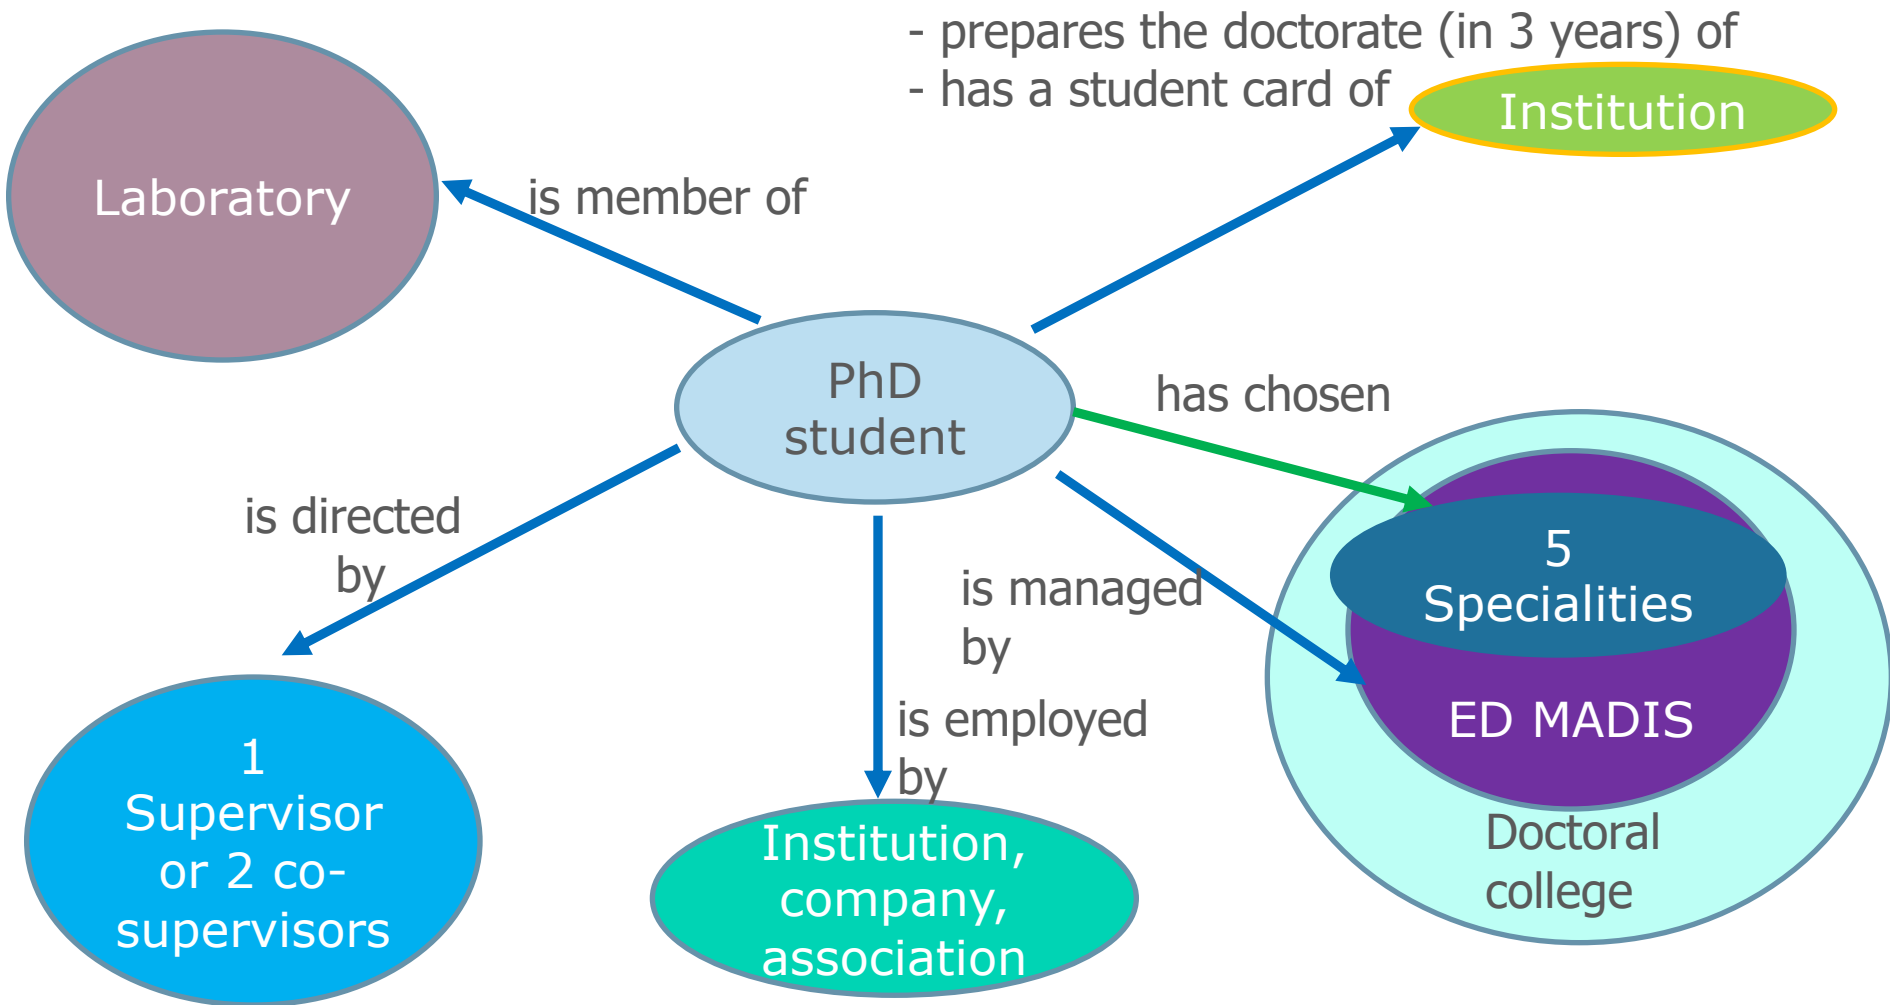 - prepares the doctorate (in 3 years) of
- has a student card of
Institution
Laboratory
is member of
PhD
student
has chosen
is directed
by
5
Specialities
is managed
by
ED MADIS
is employed
by
1
Supervisor
or 2 co-
supervisors
Institution,
company,
association
Doctoral
college